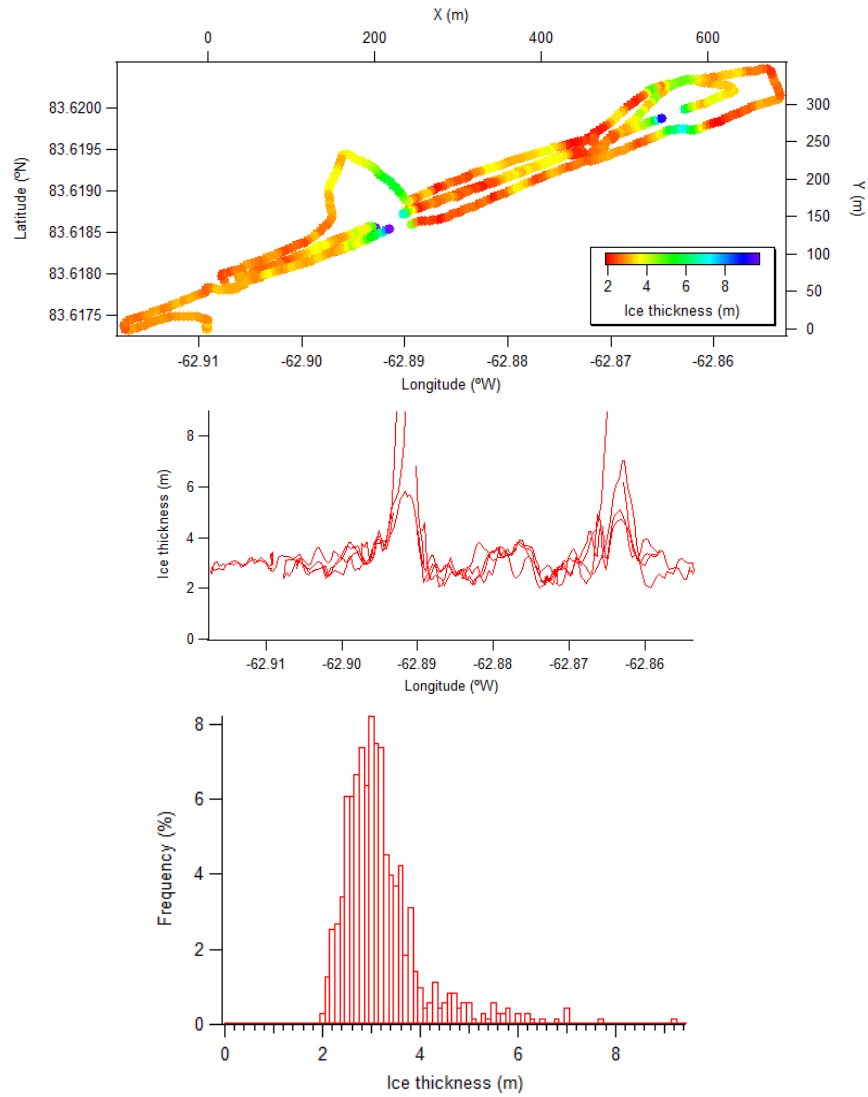 X (m)
0 200 400 600
83.6200
83.6195
83.6190
83.6185
83.6180
83.6175
Latitude (ºN)
300
250
200
150
100
50
0
Y (m)
2 4 6 8
Ice thickness (m)
-62.91 -62.90 -62.89 -62.88 -62.87 -62.86
Longitude (ºW)
8
6
4
2
0
Ice thickness (m)
-62.91 -62.90 -62.89 -62.88 -62.87 -62.86
Longitude (ºW)
8
6
4
2
0
Frequency (%)
0 2 4 6 8
Ice thickness (m)